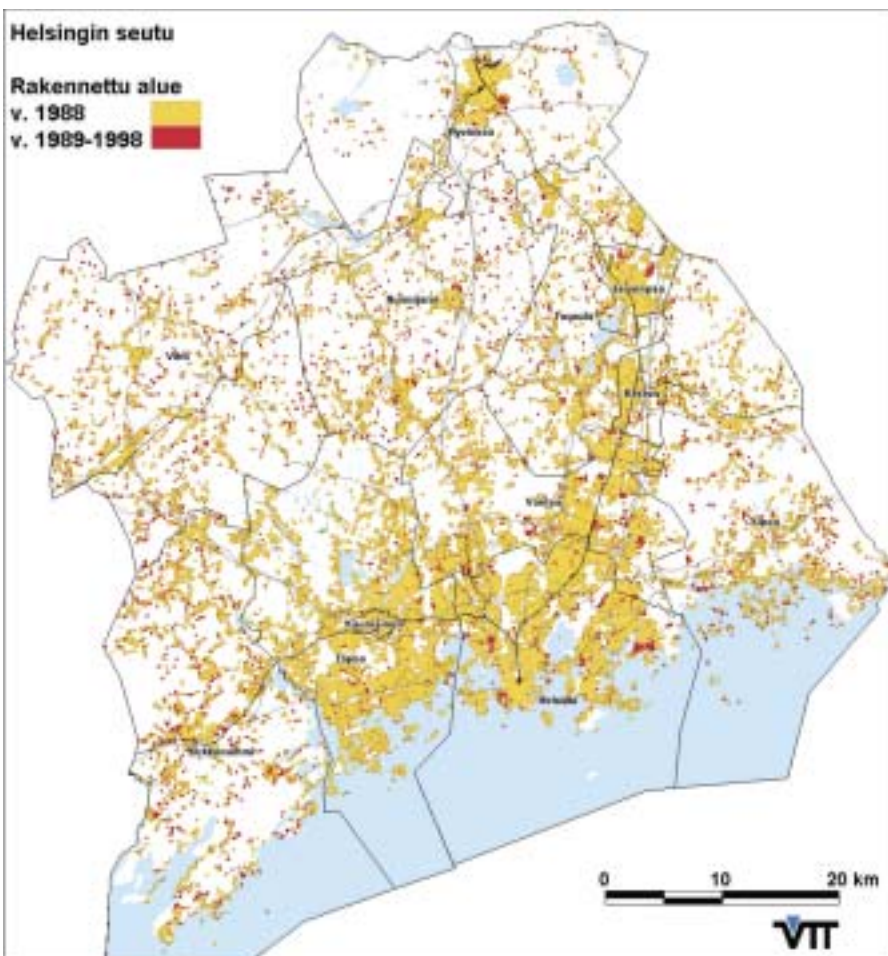 Helsingin seutu
Rakennettu alue
v. 1988
v. 1989-1998
Hyvinkää
Järvenpää
Nurmijärvi
Tuusula
Vihti
Kerava
Vantaa
Sipoo
Kauniainen
Espoo
Helsinki
Kirkkonummi
0 10 20 km
VTT